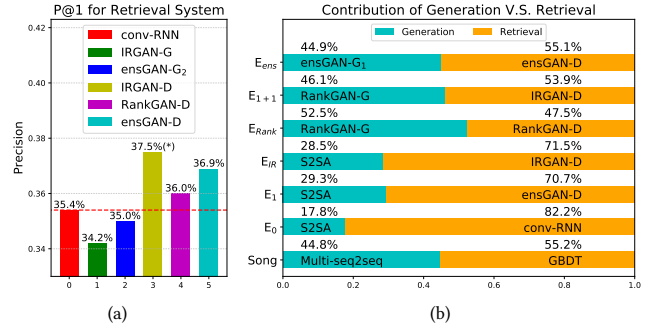 P@1 for Retrieval System
Precision
0.42
0.40
0.38
0.36
0.34
conv-RNN
IRGAN-G
ensGAN-G₂
IRGAN-D
RankGAN-D
ensGAN-D
35.4%
34.2%
35.0%
37.5%(*)
36.0%
36.9%
0 1 2 3 4 5
(a)
Contribution of Generation V.S. Retrieval
Generation Retrieval
44.9% 55.1%
E_ens ensGAN-G₁ ensGAN-D
46.1% 53.9%
E₁₊₁ RankGAN-G IRGAN-D
52.5% 47.5%
E_Rank RankGAN-G RankGAN-D
28.5% 71.5%
E_IR S2SA IRGAN-D
29.3% 70.7%
E₁ S2SA ensGAN-D
17.8% 82.2%
E₀ S2SA conv-RNN
44.8% 55.2%
Song Multi-seq2seq GBDT
0.0 0.2 0.4 0.6 0.8 1.0
(b)